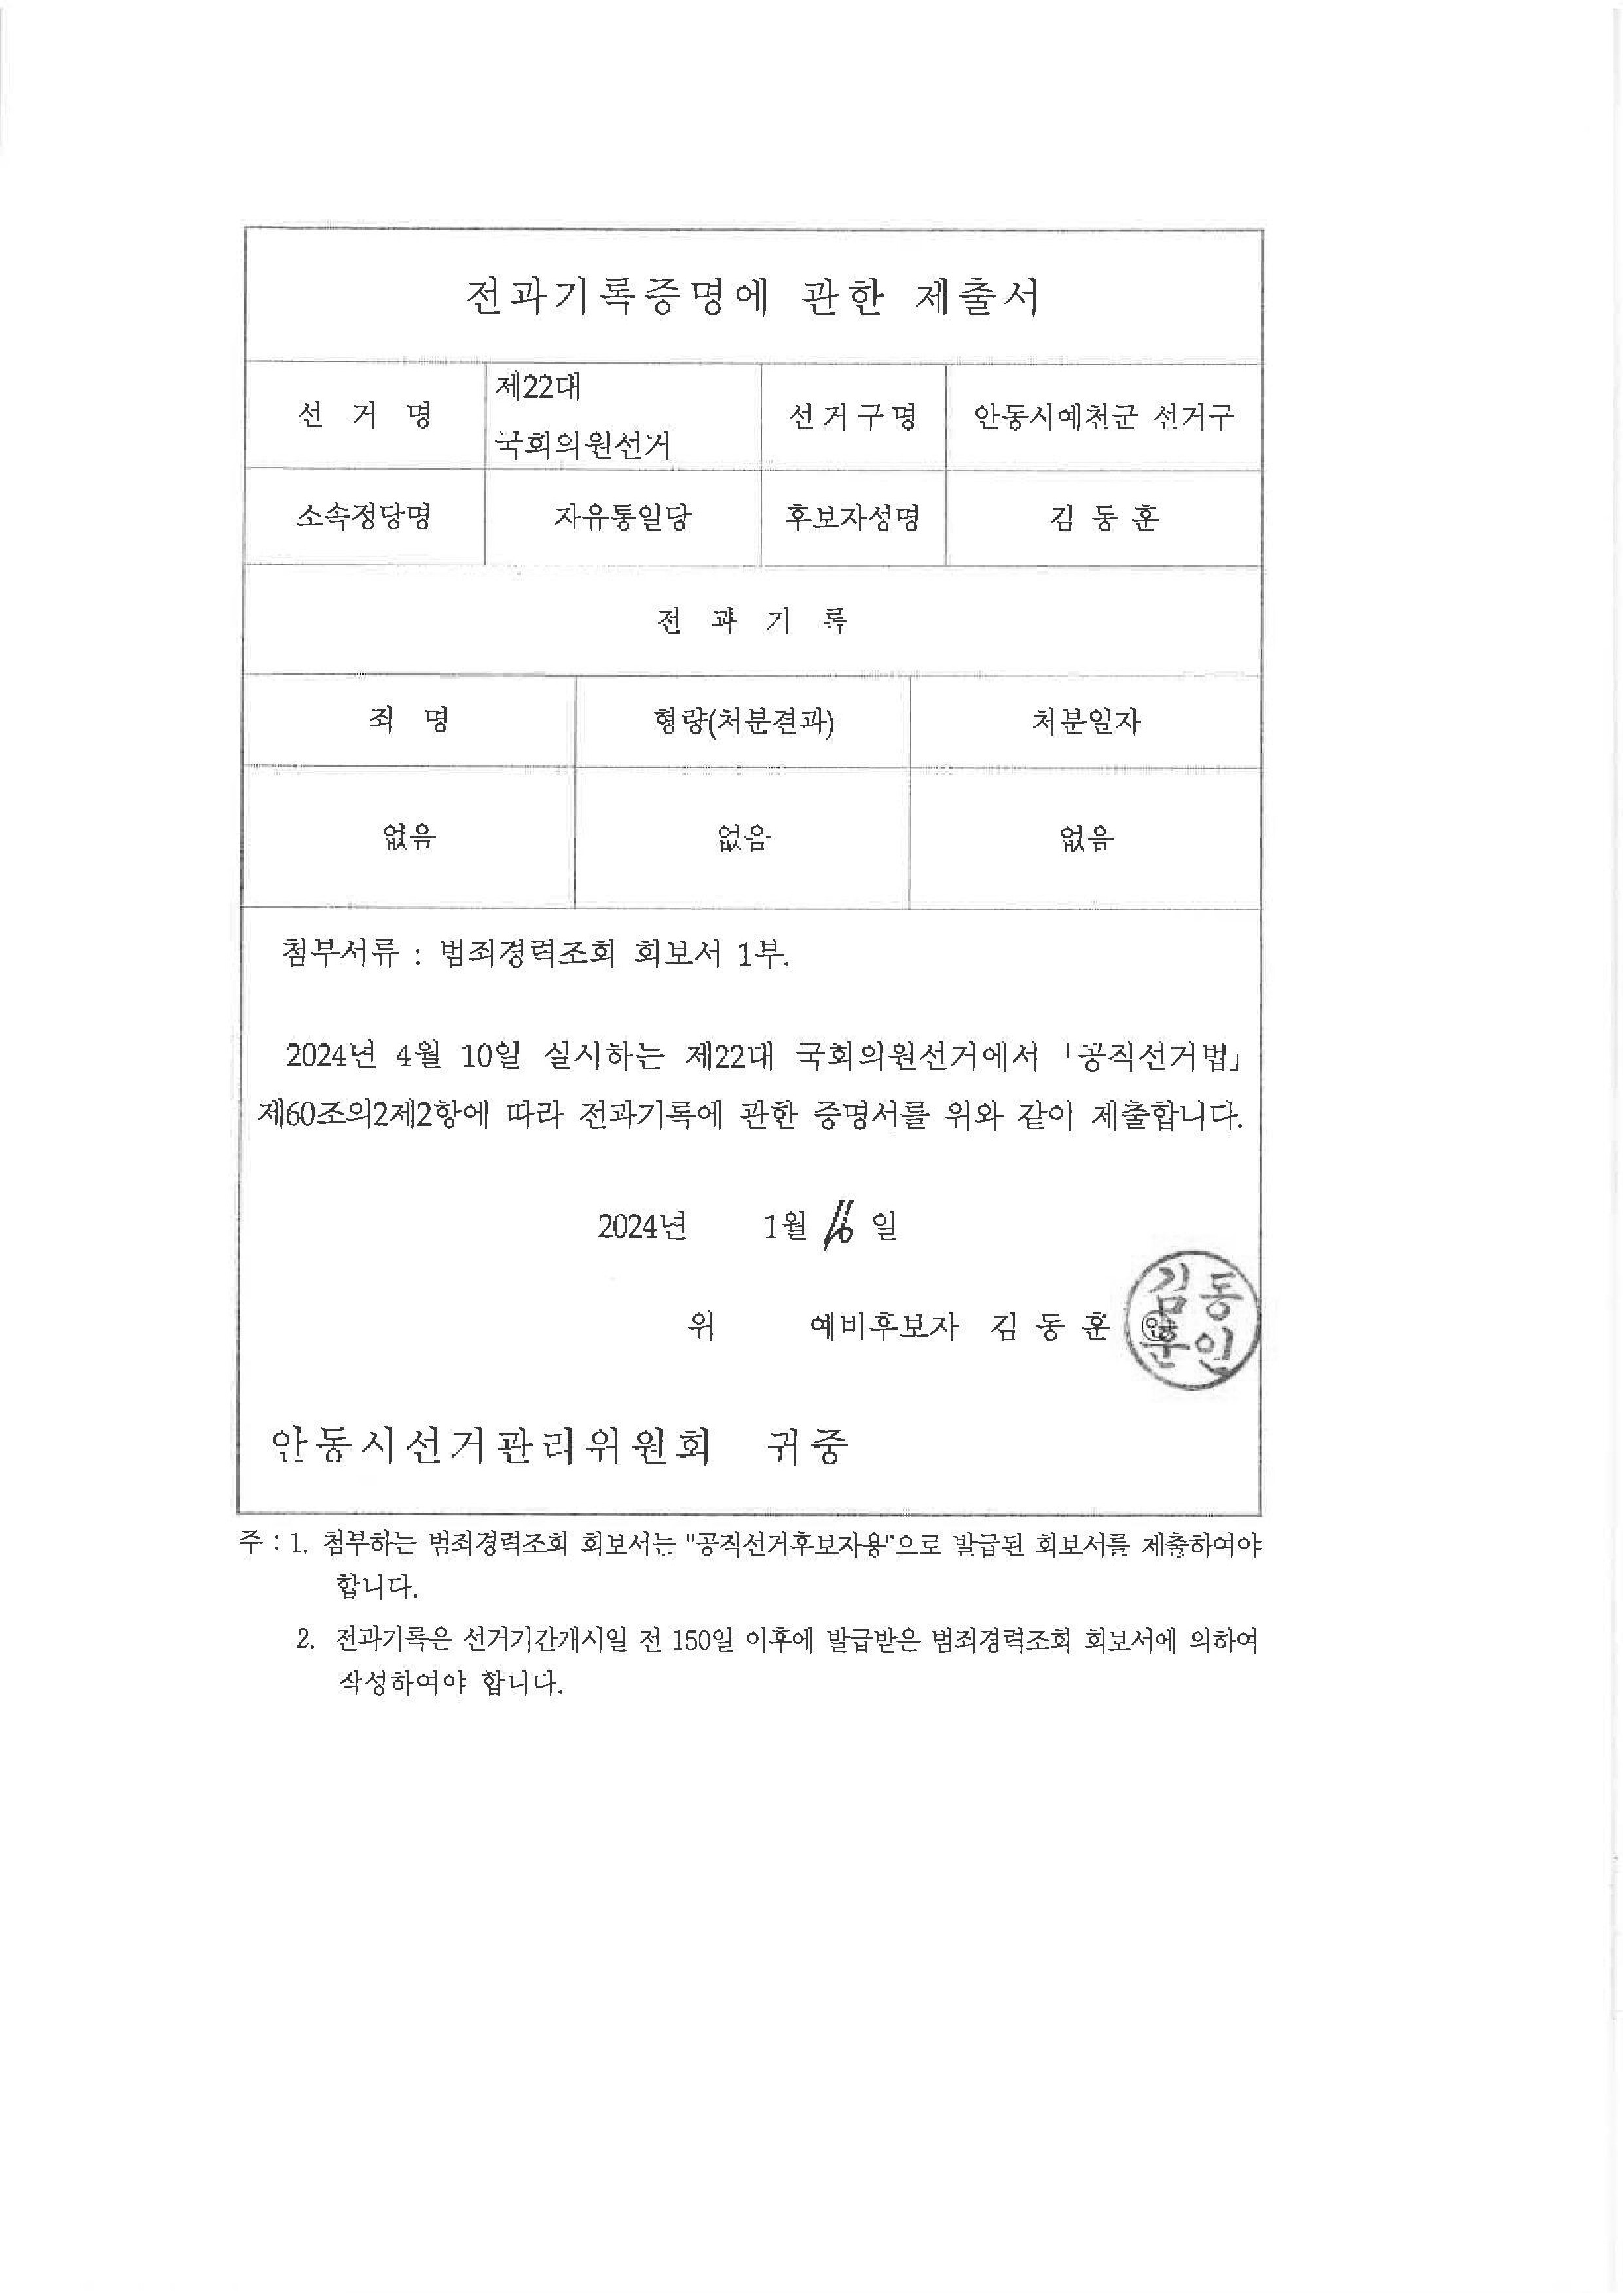 전과기록증명에 관한 제출서
선 거 명 제22대 국회의원선거 선거구명 안동시예천군 선거구
소속정당명 자유통일당 후보자성명 김 동 훈
전 과 기 록
죄 명 형량(처분결과) 처분일자
없음 없음 없음
첨부서류 : 범죄경력조회 회보서 1부.
2024년 4월 10일 실시하는 제22대 국회의원선거에서 「공직선거법」
제60조의2제2항에 따라 전과기록에 관한 증명서를 위와 같이 제출합니다.
2024년 1월 16일
위 예비후보자 김 동 훈 ㊞
김동훈인
안동시선거관리위원회 귀중
주 : 1. 첨부하는 범죄경력조회 회보서는 "공직선거후보자용"으로 발급된 회보서를 제출하여야
합니다.
2. 전과기록은 선거기간개시일 전 150일 이후에 발급받은 범죄경력조회 회보서에 의하여
작성하여야 합니다.